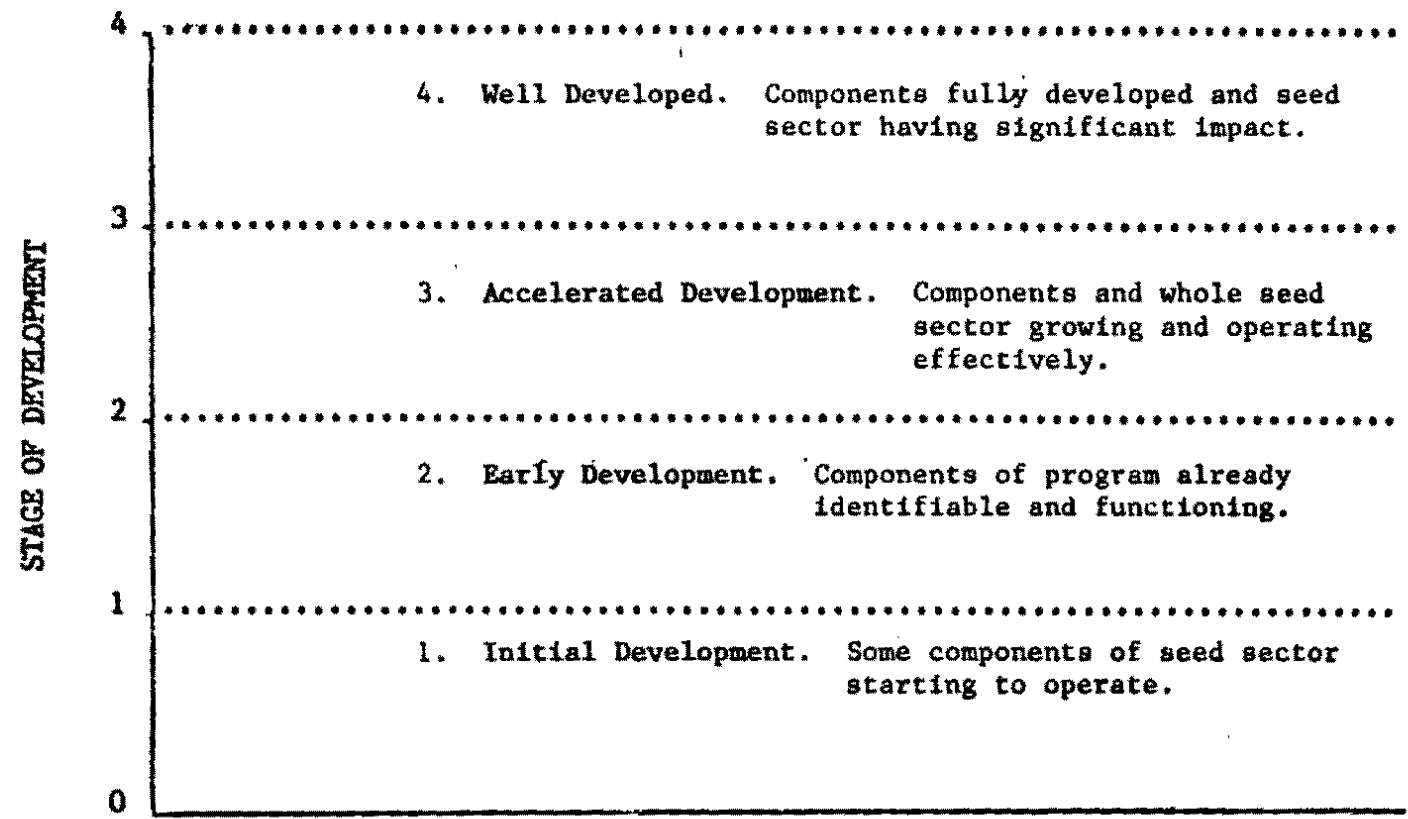 STAGE OF DEVELOPMENT
4
4. Well Developed. Components fully developed and seed
sector having significant impact.
3
3. Accelerated Development. Components and whole seed
sector growing and operating
effectively.
2
2. Early Development. Components of program already
identifiable and functioning.
1
1. Initial Development. Some components of seed sector
starting to operate.
0